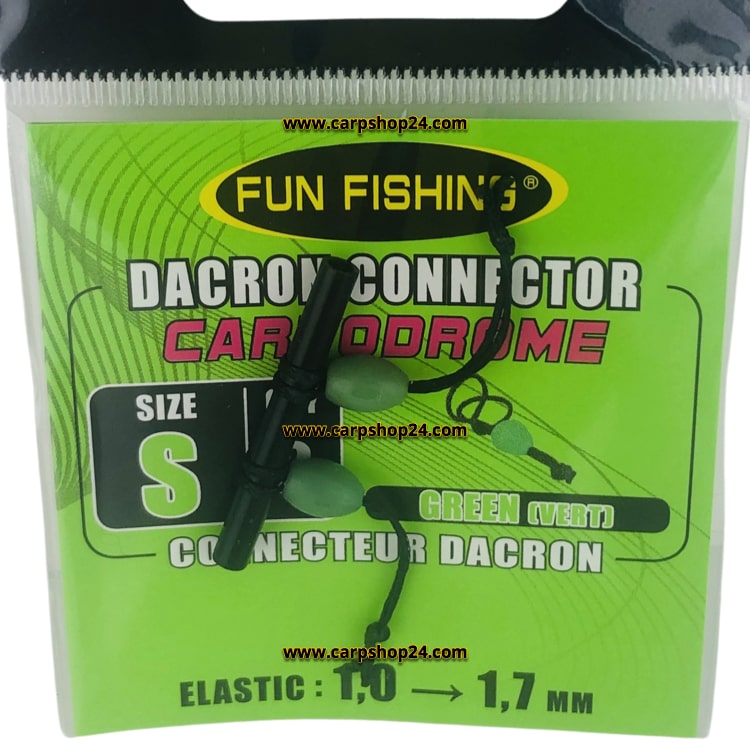 www.carpshop24.com
FUN FISHING®
DACRON CONNECTOR
SIZE
S
www.carpshop24.com
GREEN (VERT)
CONNECTEUR DACRON
www.carpshop24.com
ELASTIC : 1,0 → 1,7 MM